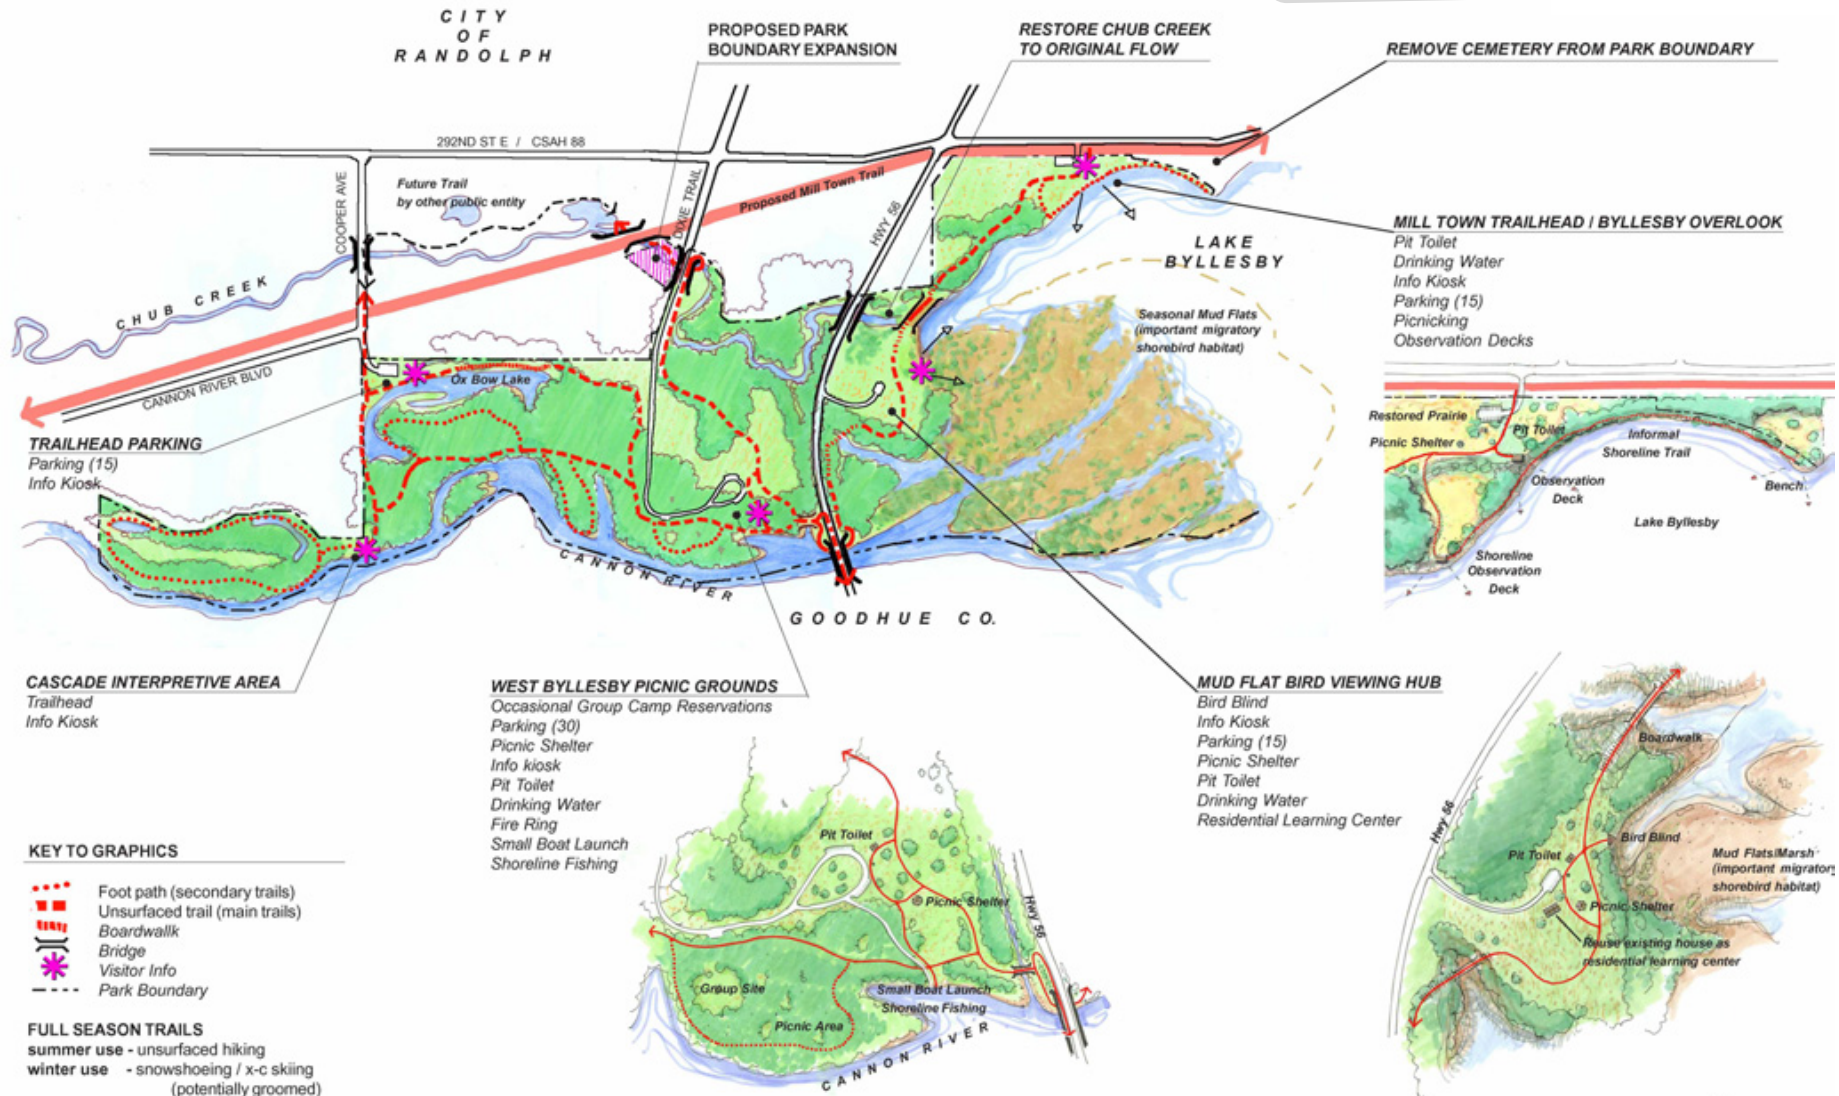 CITY
OF
RANDOLPH
PROPOSED PARK
BOUNDARY EXPANSION
RESTORE CHUB CREEK
TO ORIGINAL FLOW
REMOVE CEMETERY FROM PARK BOUNDARY
292ND ST E / CSAH 88
COOPER AVE
Future Trail
by other public entity
DIXIE TRAIL
Proposed Mill Town Trail
HWY 56
CHUB CREEK
LAKE
BYLLESBY
Seasonal Mud Flats
(important migratory
shorebird habitat)
CANNON RIVER BLVD
Ox Bow Lake
CANNON RIVER
GOODHUE CO.
MILL TOWN TRAILHEAD / BYLLESBY OVERLOOK
Pit Toilet
Drinking Water
Info Kiosk
Parking (15)
Picnicking
Observation Decks
Restored Prairie
Picnic Shelter
Pit Toilet
Informal
Shoreline Trail
Observation
Deck
Bench
Lake Byllesby
Shoreline
Observation
Deck
TRAILHEAD PARKING
Parking (15)
Info Kiosk
CASCADE INTERPRETIVE AREA
Trailhead
Info Kiosk
WEST BYLLESBY PICNIC GROUNDS
Occasional Group Camp Reservations
Parking (30)
Picnic Shelter
Info kiosk
Pit Toilet
Drinking Water
Fire Ring
Small Boat Launch
Shoreline Fishing
Pit Toilet
Picnic Shelter
Hwy 56
Group Site
Small Boat Launch
Shoreline Fishing
Picnic Area
CANNON RIVER
MUD FLAT BIRD VIEWING HUB
Bird Blind
Info Kiosk
Parking (15)
Picnic Shelter
Pit Toilet
Drinking Water
Residential Learning Center
Boardwalk
Hwy 56
Bird Blind
Pit Toilet
Mud Flats/Marsh
(important migratory
shorebird habitat)
Picnic Shelter
Reuse existing house as
residential learning center
KEY TO GRAPHICS
Foot path (secondary trails)
Unsurfaced trail (main trails)
Boardwallk
Bridge
Visitor Info
Park Boundary
FULL SEASON TRAILS
summer use - unsurfaced hiking
winter use - snowshoeing / x-c skiing
(potentially groomed)